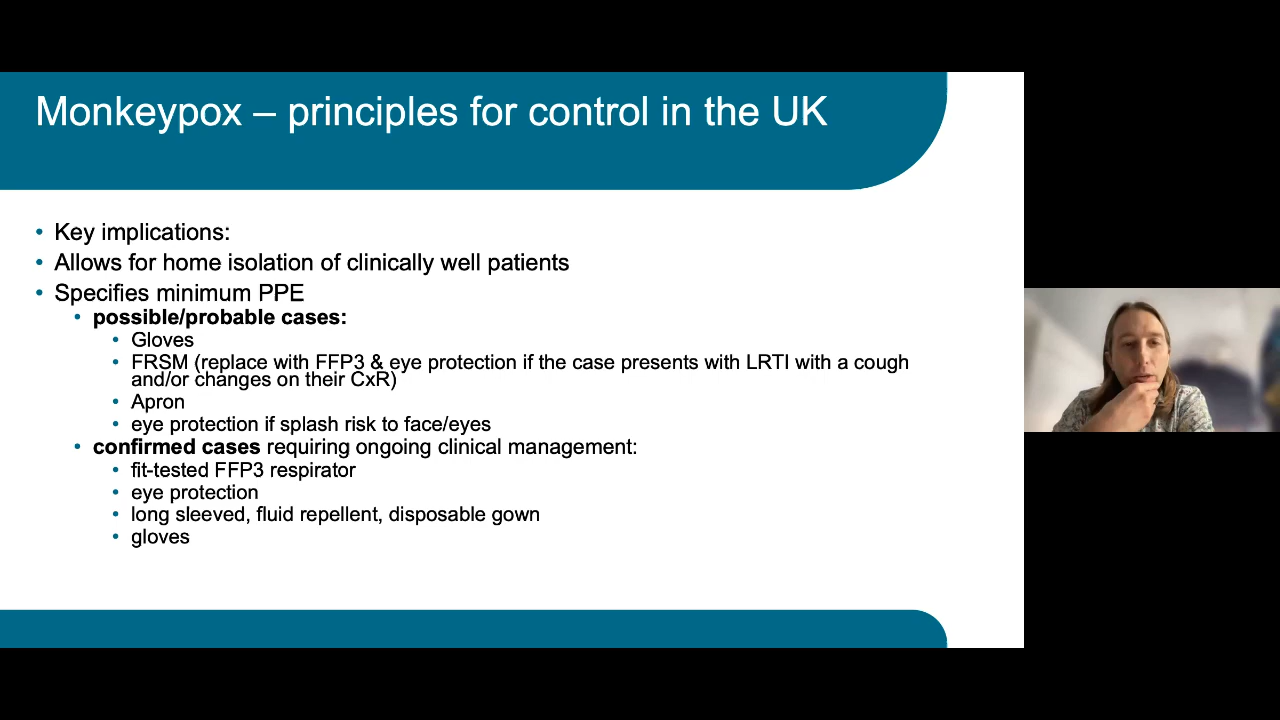 Monkeypox – principles for control in the UK
• Key implications:
• Allows for home isolation of clinically well patients
• Specifies minimum PPE
• possible/probable cases:
• Gloves
• FRSM (replace with FFP3 & eye protection if the case presents with LRTI with a cough
and/or changes on their CxR)
• Apron
• eye protection if splash risk to face/eyes
• confirmed cases requiring ongoing clinical management:
• fit-tested FFP3 respirator
• eye protection
• long sleeved, fluid repellent, disposable gown
• gloves